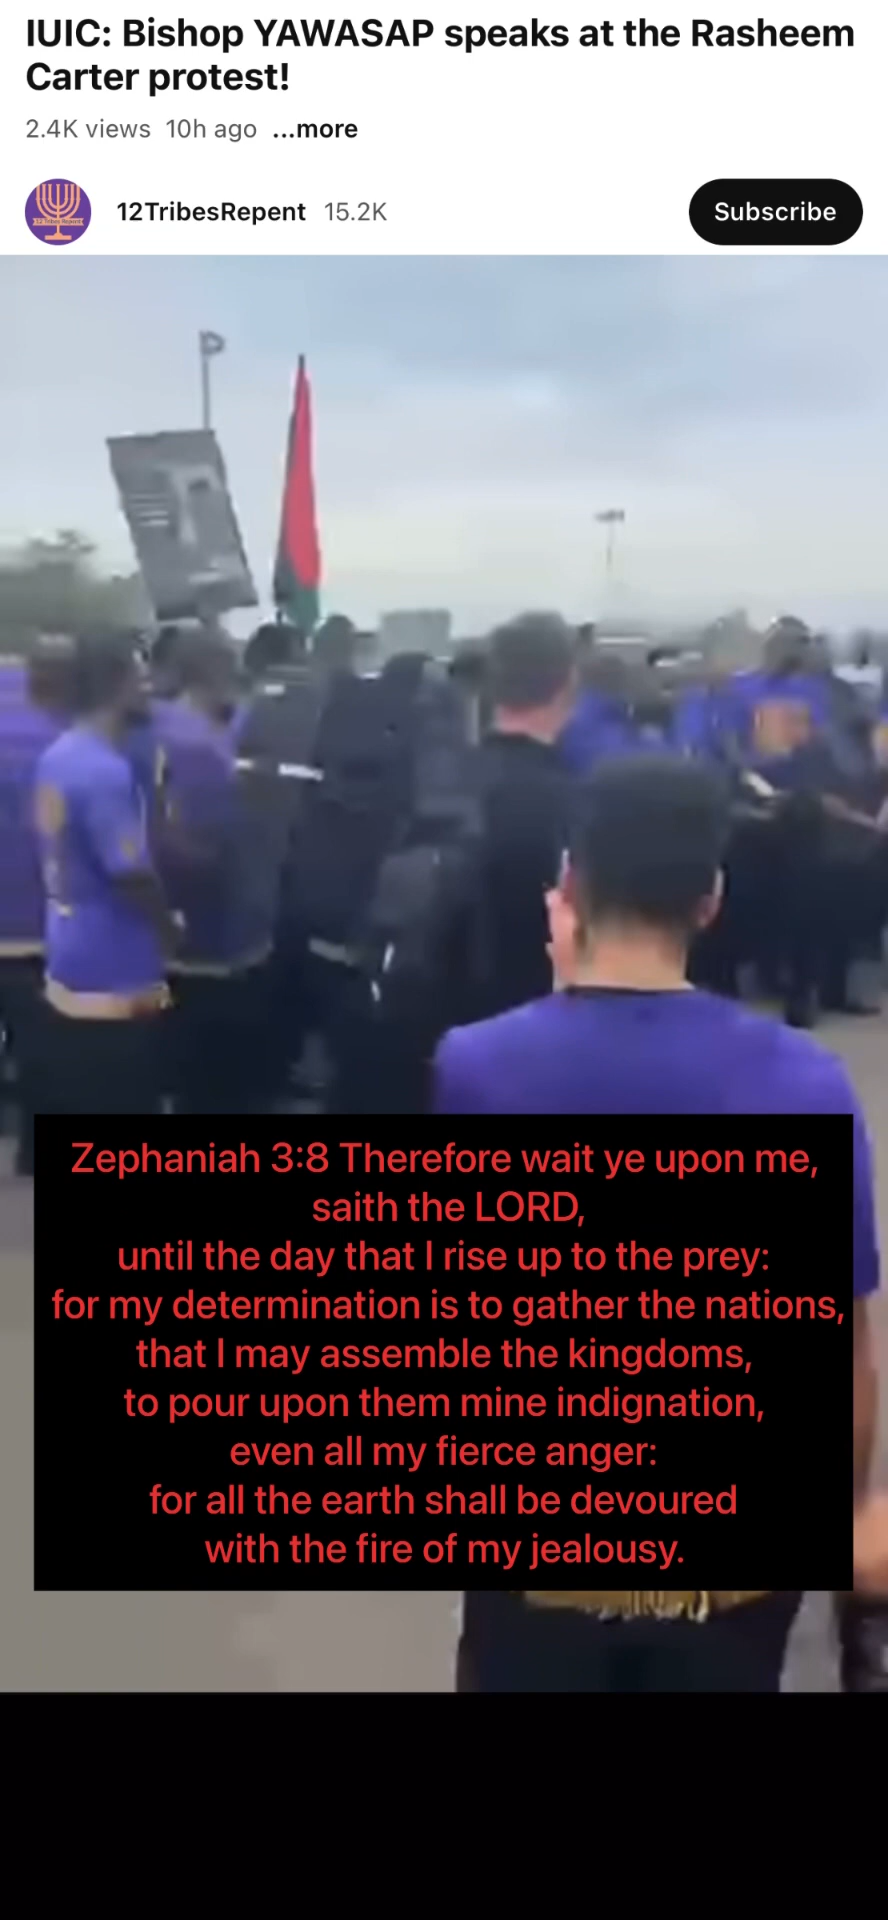 IUIC: Bishop YAWASAP speaks at the Rasheem
Carter protest!
2.4K views 10h ago ...more
12TribesRepent 15.2K
Subscribe
Zephaniah 3:8 Therefore wait ye upon me,
saith the LORD,
until the day that I rise up to the prey:
for my determination is to gather the nations,
that I may assemble the kingdoms,
to pour upon them mine indignation,
even all my fierce anger:
for all the earth shall be devoured
with the fire of my jealousy.